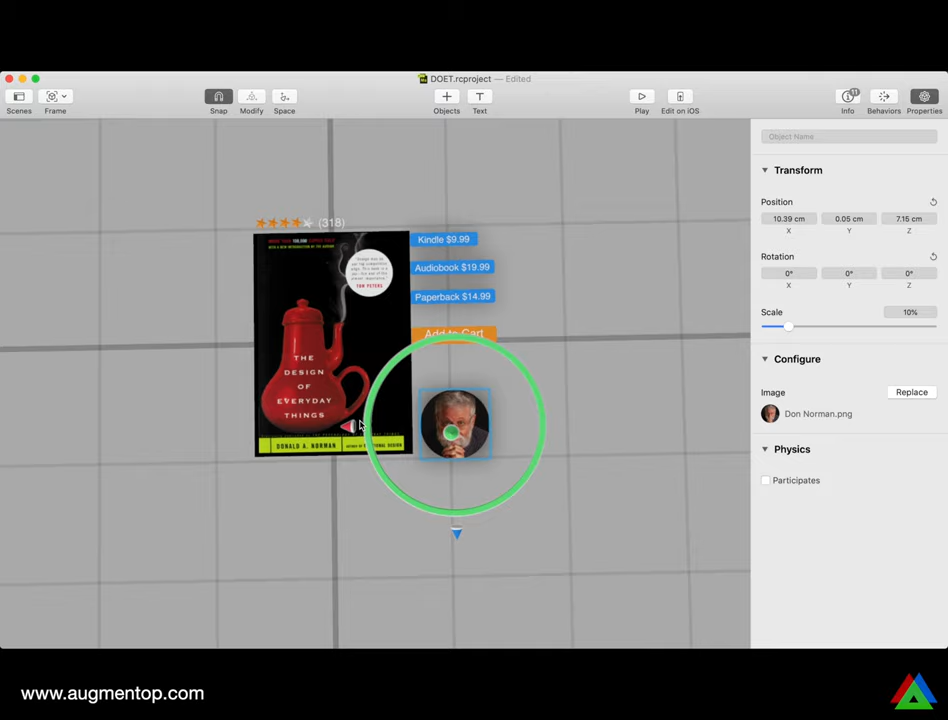 DOET.rcproject — Edited
Scenes
Frame
Snap
Modify
Space
Objects
Text
Play
Edit on iOS
11
Info
Behaviors
Properties
Object Name
Transform
Position
10.39 cm
0.05 cm
7.15 cm
X
Y
Z
Rotation
0°
0°
0°
X
Y
Z
Scale
10%
Configure
Image
Replace
Don Norman.png
Physics
Participates
(318)
Kindle $9.99
Audiobook $19.99
Paperback $14.99
Add to Cart
TOM PETERS
THE
DESIGN
OF
EVERYDAY
THINGS
DONALD A. NORMAN
www.augmentop.com